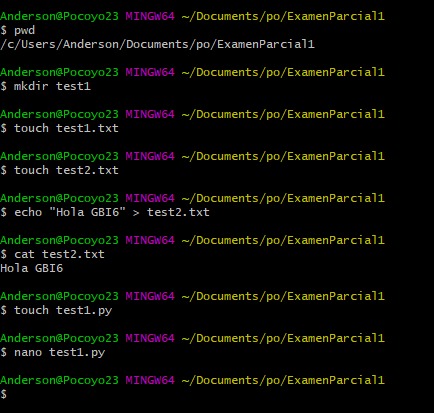 Anderson@Pocoyo23 MINGW64 ~/Documents/po/ExamenParcial1
$ pwd
/c/Users/Anderson/Documents/po/ExamenParcial1
Anderson@Pocoyo23 MINGW64 ~/Documents/po/ExamenParcial1
$ mkdir test1
Anderson@Pocoyo23 MINGW64 ~/Documents/po/ExamenParcial1
$ touch test1.txt
Anderson@Pocoyo23 MINGW64 ~/Documents/po/ExamenParcial1
$ touch test2.txt
Anderson@Pocoyo23 MINGW64 ~/Documents/po/ExamenParcial1
$ echo "Hola GBI6" > test2.txt
Anderson@Pocoyo23 MINGW64 ~/Documents/po/ExamenParcial1
$ cat test2.txt
Hola GBI6
Anderson@Pocoyo23 MINGW64 ~/Documents/po/ExamenParcial1
$ touch test1.py
Anderson@Pocoyo23 MINGW64 ~/Documents/po/ExamenParcial1
$ nano test1.py
Anderson@Pocoyo23 MINGW64 ~/Documents/po/ExamenParcial1
$